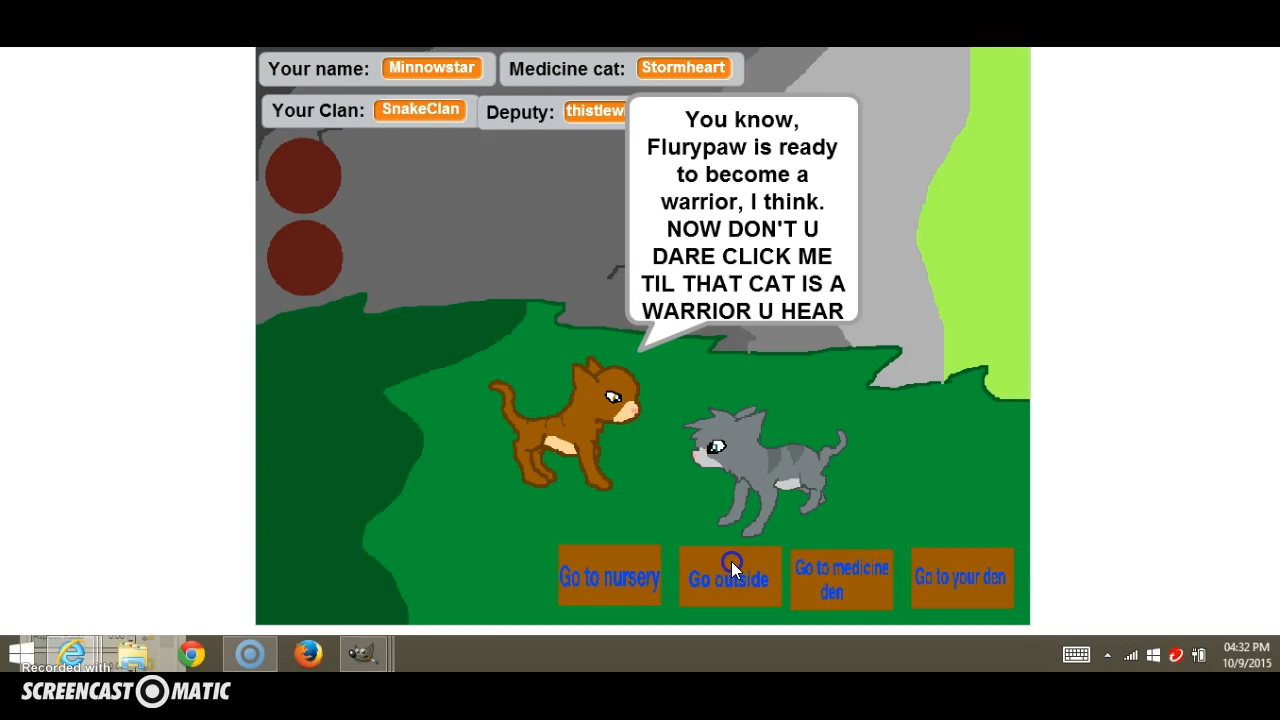 Your name: Minnowstar
Medicine cat: Stormheart
Your Clan: SnakeClan
Deputy:
You know,
Flurypaw is ready
to become a
warrior, I think.
NOW DON'T U
DARE CLICK ME
TIL THAT CAT IS A
WARRIOR U HEAR
Go to nursery
Go outside
Go to medicine
den
Go to your den
04:32 PM
10/9/2015
Recorded with
SCREENCAST MATIC